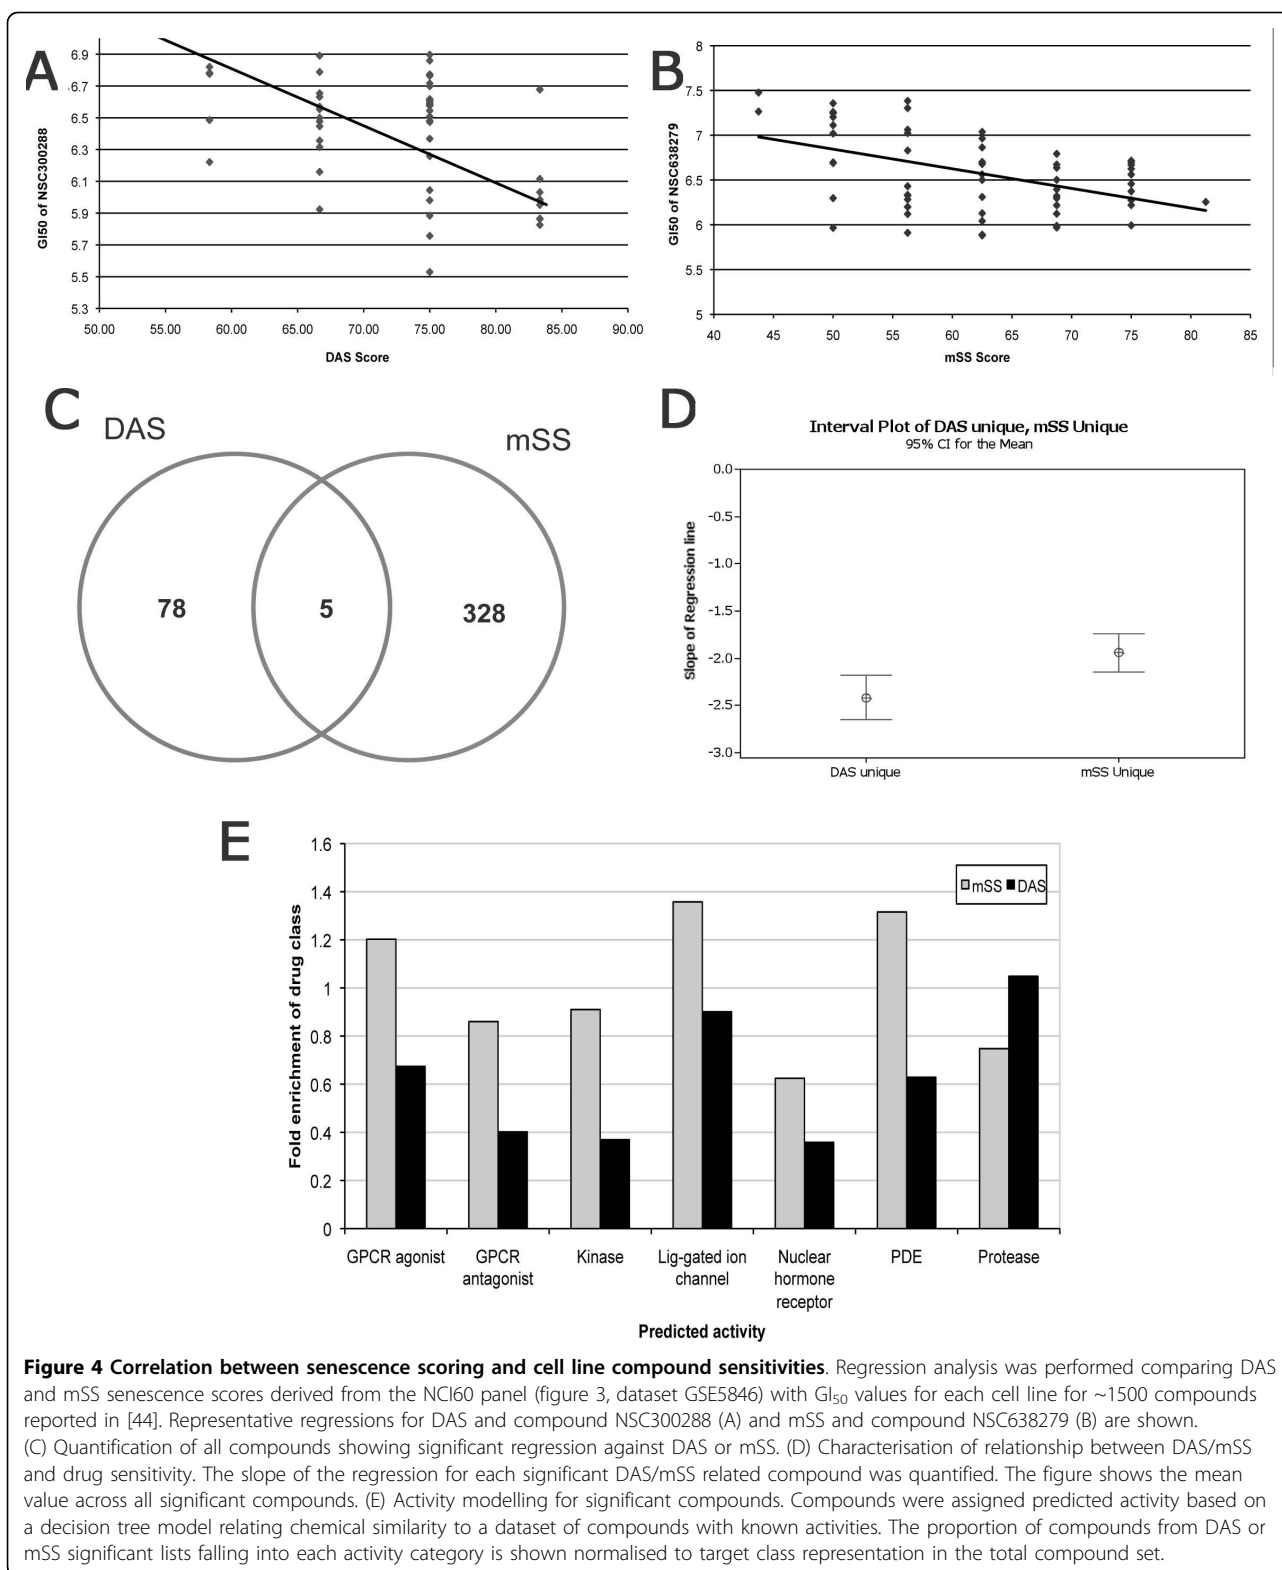 A
6.9
.7
6.5
6.3
6.1
5.9
5.7
5.5
5.3
50.00 55.00 60.00 65.00 70.00 75.00 80.00 85.00 90.00
GI50 of NSC300288
DAS Score
B
8
7.5
7
6.5
6
5.5
5
40 45 50 55 60 65 70 75 80 85
GI50 of NSC638279
mSS Score
C
DAS
mSS
78 5 328
D
Interval Plot of DAS unique, mSS Unique
95% CI for the Mean
0.0
-0.5
-1.0
-1.5
-2.0
-2.5
-3.0
Slope of Regression line
DAS unique mSS Unique
E
1.6
1.4
1.2
1
0.8
0.6
0.4
0.2
0
Fold enrichment of drug class
mSS DAS
GPCR agonist
GPCR
antagonist
Kinase
Lig-gated ion
channel
Nuclear
hormone
receptor
PDE
Protease
Predicted activity
Figure 4 Correlation between senescence scoring and cell line compound sensitivities. Regression analysis was performed comparing DAS
and mSS senescence scores derived from the NCI60 panel (figure 3, dataset GSE5846) with GI50 values for each cell line for ~1500 compounds
reported in [44]. Representative regressions for DAS and compound NSC300288 (A) and mSS and compound NSC638279 (B) are shown.
(C) Quantification of all compounds showing significant regression against DAS or mSS. (D) Characterisation of relationship between DAS/mSS
and drug sensitivity. The slope of the regression for each significant DAS/mSS related compound was quantified. The figure shows the mean
value across all significant compounds. (E) Activity modelling for significant compounds. Compounds were assigned predicted activity based on
a decision tree model relating chemical similarity to a dataset of compounds with known activities. The proportion of compounds from DAS or
mSS significant lists falling into each activity category is shown normalised to target class representation in the total compound set.